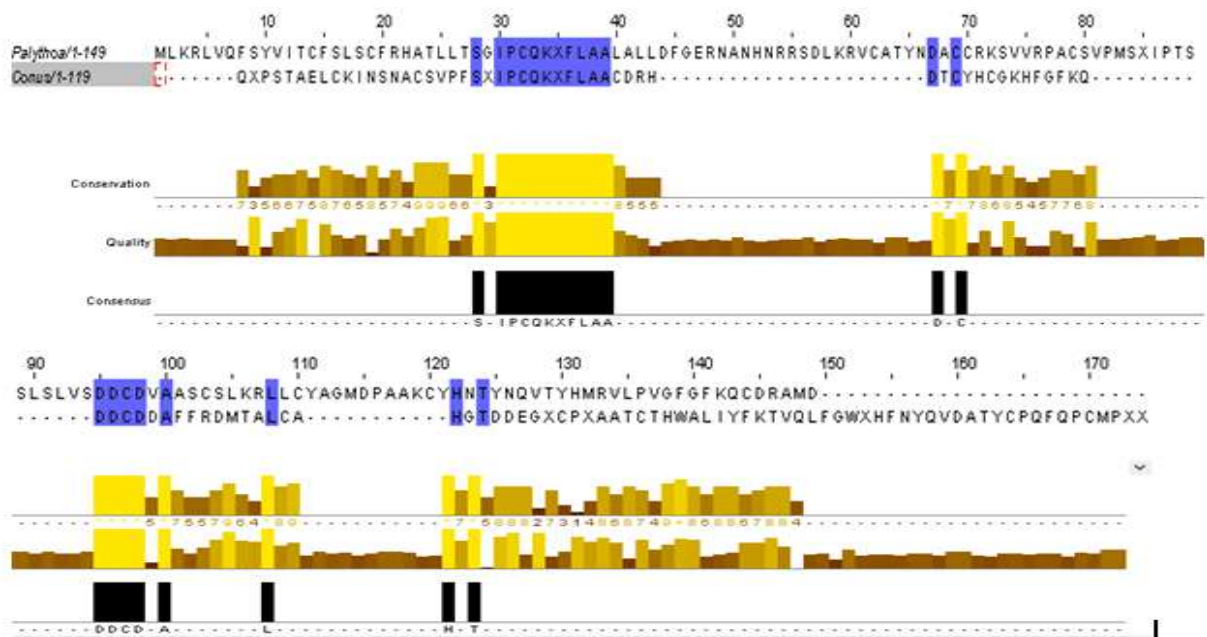 10 20 30 40 50 60 70 80
Palythoa/1-149 MLKRLVQFSYVITCFSLSCFRHATLLTSGIPCQKXFLAALALLDFGERNANHNRRSDLKRVCATYNDACCRKSVVRPACSVPMSXIPTS
Conus/1-119 - - - - - - - QXPSTAELCKINSNACSVPFSXIPCQKXFLAACDRH - - - - - - - - - - - - - - - - - - - - - - - DTCYHCGKHFGFKQ - - - - - - - - -
Conservation
Quality
Consensus
S - IPCQKXFLAA D - C
90 100 110 120 130 140 150 160 170
SLSLVSDDCDVAASCSLKRLLCYAGMDPAAKCYHNTYNQVTYHMRVLPVGFGFKQCDRAMD - - - - - - - - - - - - - - - - - - - - - - - - -
- - - - - - DDCDDAFFRDMTALCA - - - - - - - - - - - HGTDDEGXCPXAATCTHWALIYFKTVQLFGWXHFNYQVDATYCPQFQPCMPXX
DDCD - A L H - T